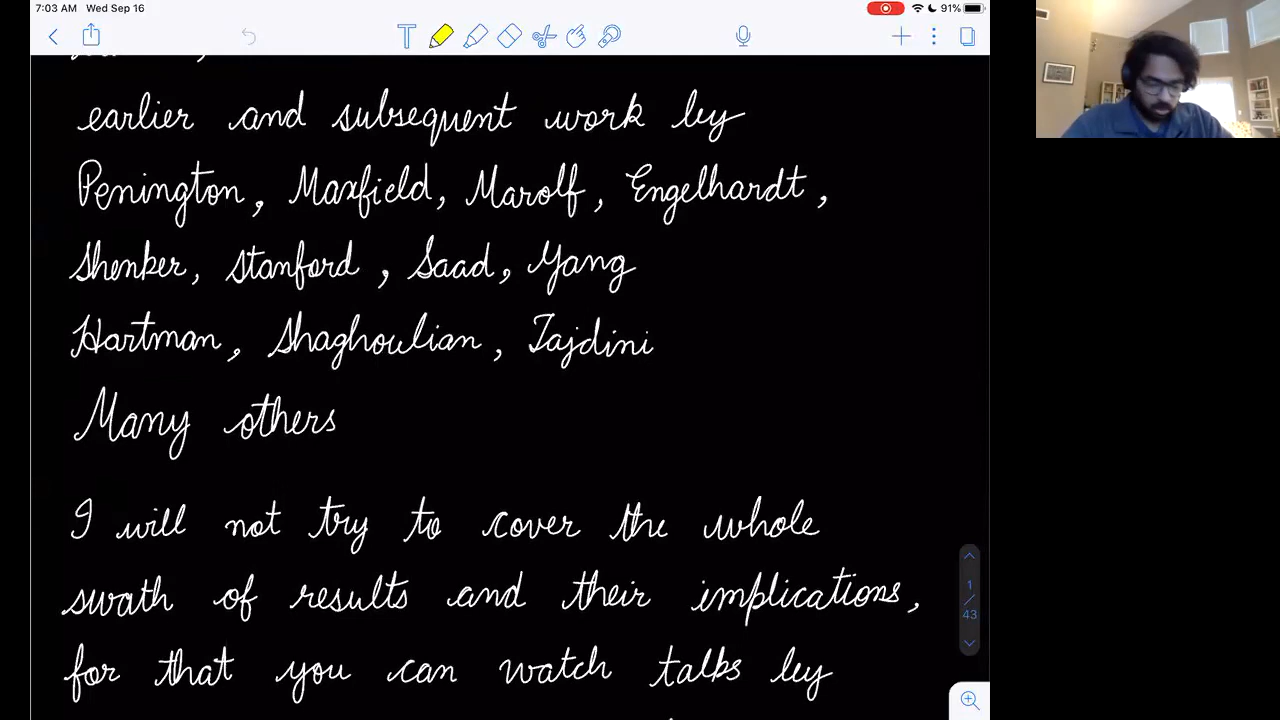 7:03 AM Wed Sep 16 91%
earlier and subsequent work by
Penington, Maxfield, Marolf, Engelhardt,
Shenker, Stanford, Saad, Yang
Hartman, Shaghoulian, Tajdini
Many others
I will not try to cover the whole
swath of results and their implications,
for that you can watch talks by
1
/
43